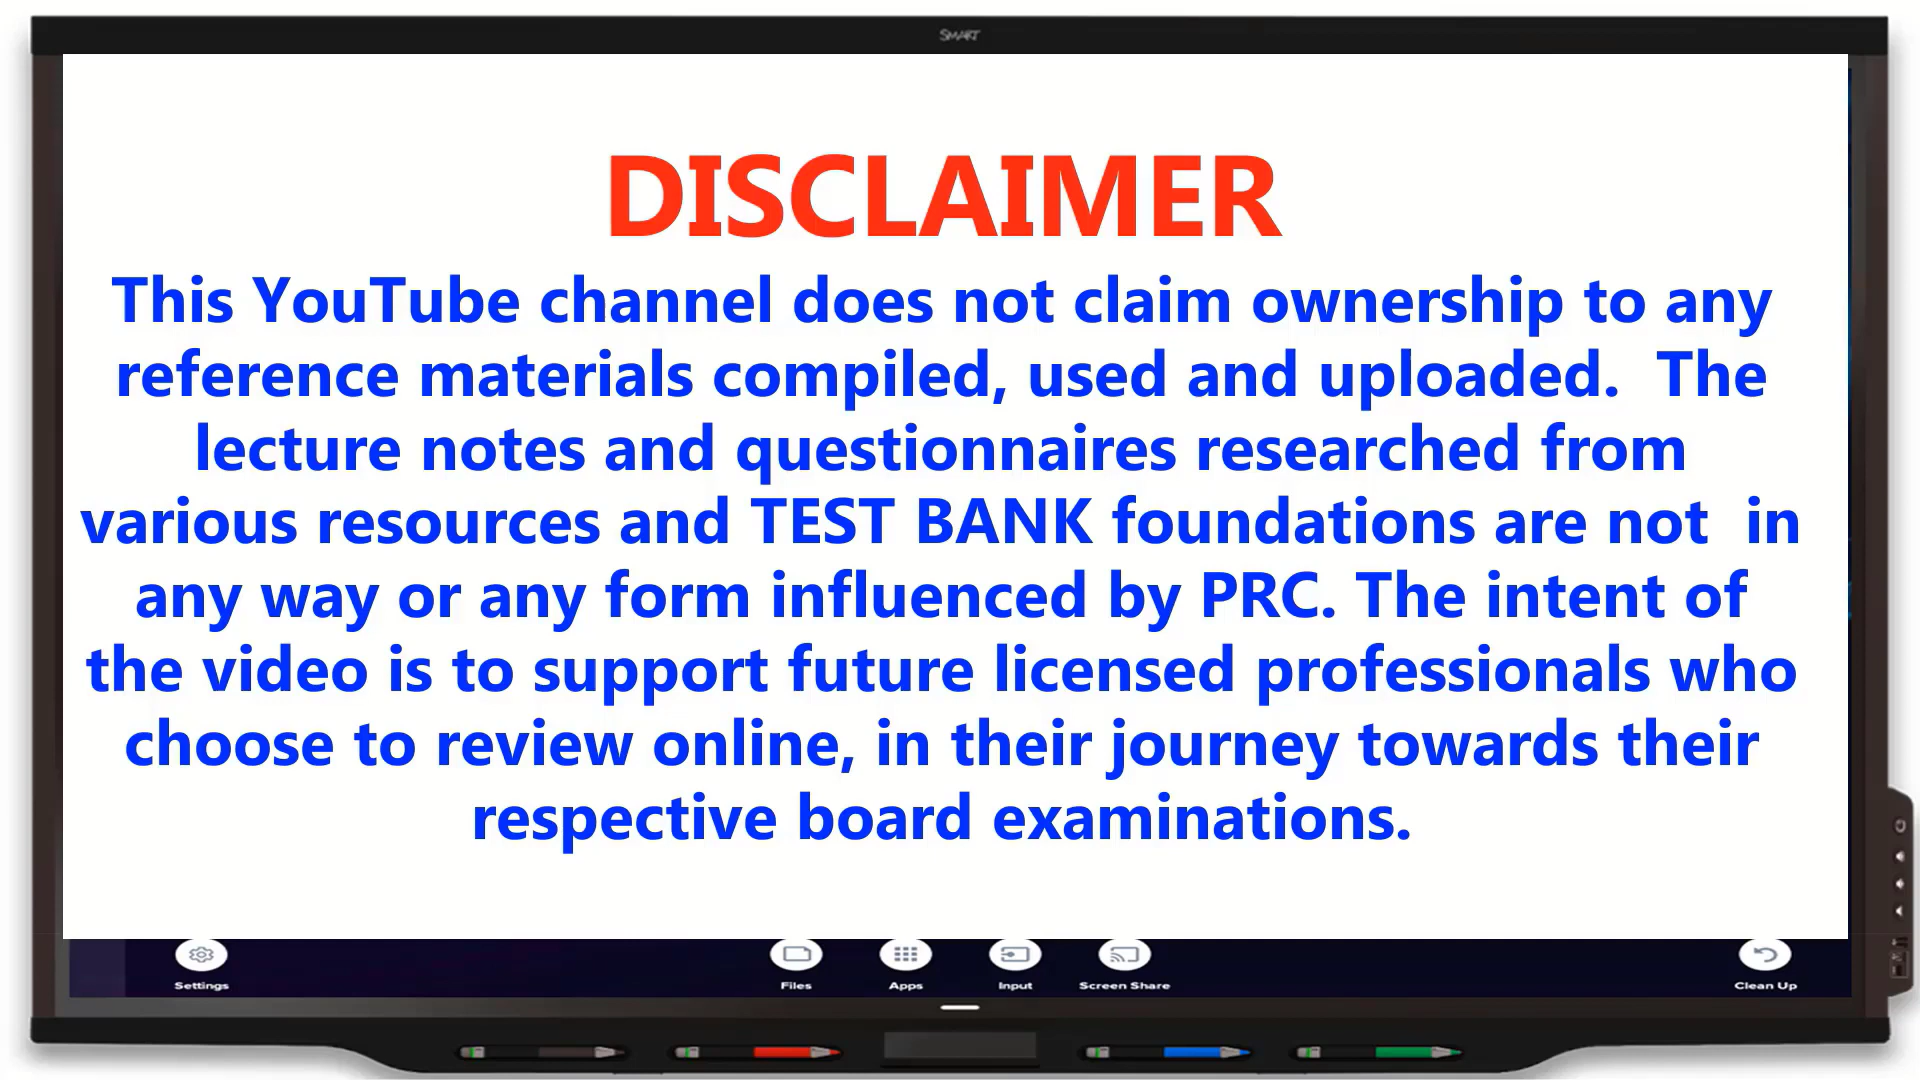 SMART
DISCLAIMER
This YouTube channel does not claim ownership to any
reference materials compiled, used and uploaded.  The
lecture notes and questionnaires researched from
various resources and TEST BANK foundations are not  in
any way or any form influenced by PRC. The intent of
the video is to support future licensed professionals who
choose to review online, in their journey towards their
respective board examinations.
Settings
Files
Apps
Input
Screen Share
Clean Up